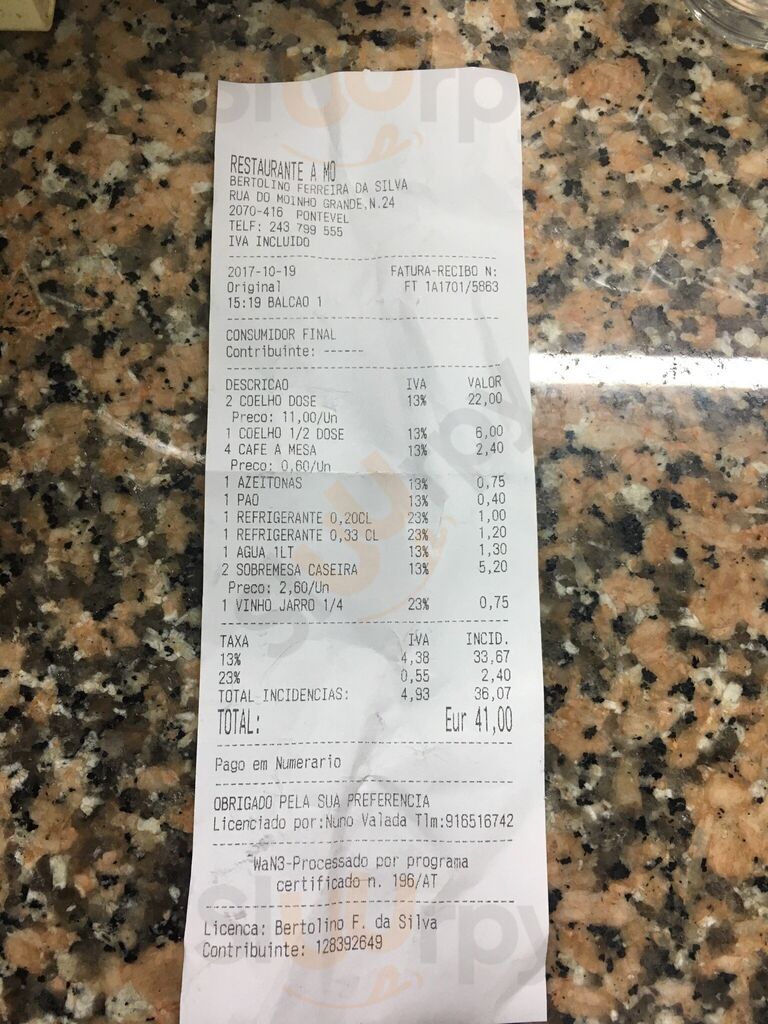 RESTAURANTE A MO
BERTOLINO FERREIRA DA SILVA
RUA DO MOINHO GRANDE,N.24
2070-416 PONTEVEL
TELF: 243 799 555
IVA INCLUIDO
2017-10-19 FATURA-RECIBO N:
Original FT 1A1701/5863
15:19 BALCAO 1
CONSUMIDOR FINAL
Contribuinte: ------
DESCRICAO IVA VALOR
2 COELHO DOSE 13% 22,00
Preco: 11,00/Un
1 COELHO 1/2 DOSE 13% 6,00
4 CAFE A MESA 13% 2,40
Preco: 0,60/Un
1 AZEITONAS 13% 0,75
1 PAO 13% 0,40
1 REFRIGERANTE 0,20CL 23% 1,00
1 REFRIGERANTE 0,33 CL 23% 1,20
1 AGUA 1LT 13% 1,30
2 SOBREMESA CASEIRA 13% 5,20
Preco: 2,60/Un
1 VINHO JARRO 1/4 23% 0,75
TAXA IVA INCID.
13% 4,38 33,67
23% 0,55 2,40
TOTAL INCIDENCIAS: 4,93 36,07
TOTAL: Eur 41,00
Pago em Numerario
OBRIGADO PELA SUA PREFERENCIA
Licenciado por:Nuno Valada Tlm:916516742
WaN3-Processado por programa
certificado n. 196/AT
Licenca: Bertolino F. da Silva
Contribuinte: 128392649
sluurpy
sluurpy
sluurpy